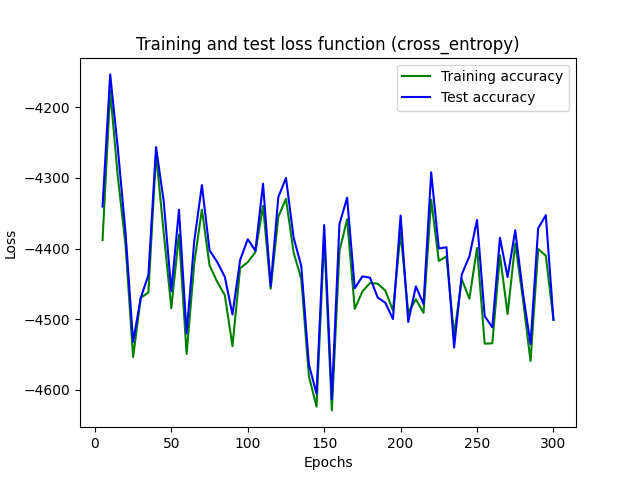 Training and test loss function (cross_entropy)
Training accuracy
Test accuracy
Loss
−4200
−4300
−4400
−4500
−4600
0 50 100 150 200 250 300
Epochs